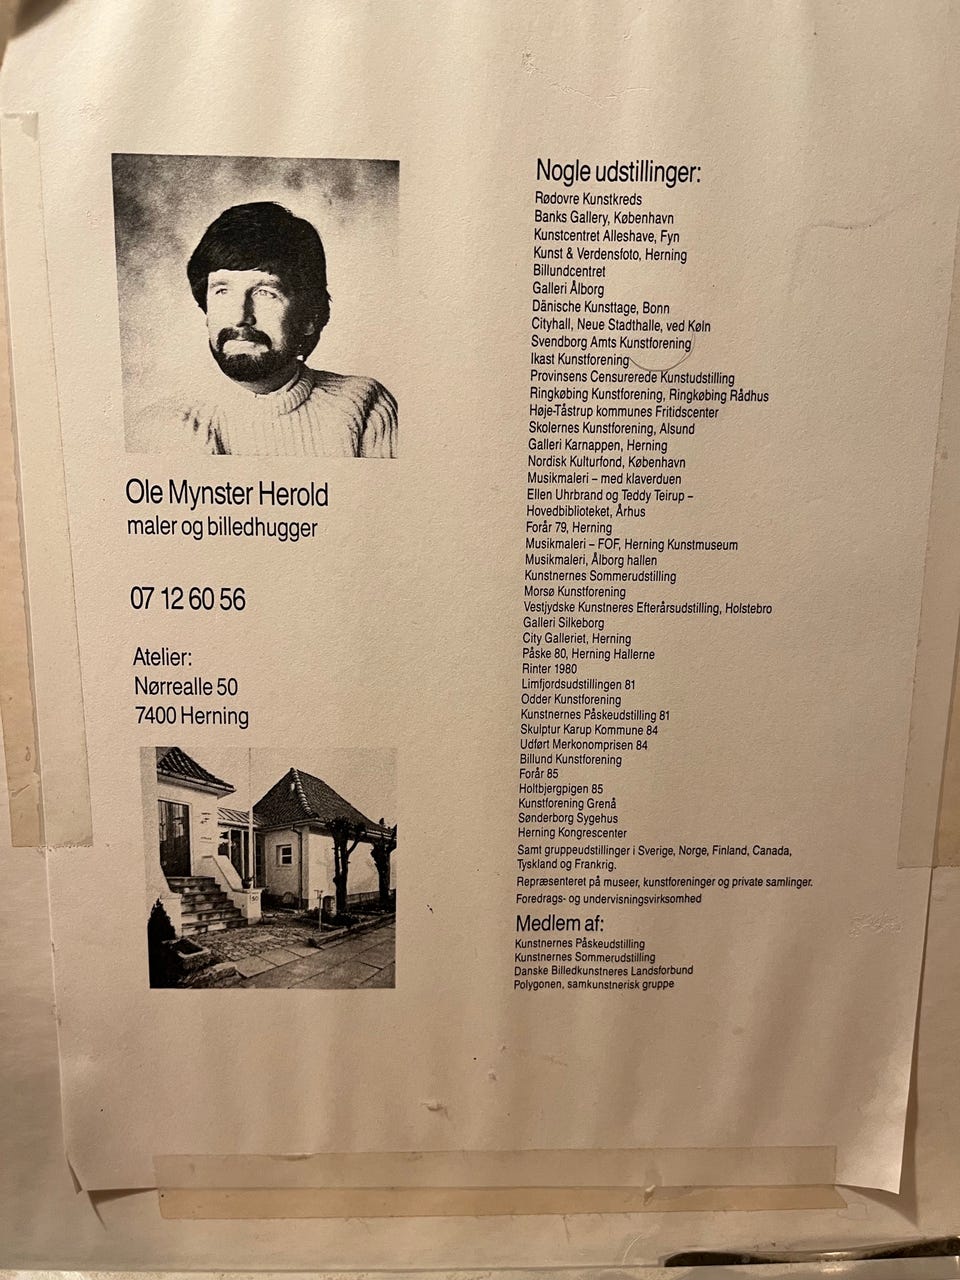 Ole Mynster Herold
maler og billedhugger
07 12 60 56
Atelier:
Nørrealle 50
7400 Herning
50
Nogle udstillinger:
Rødovre Kunstkreds
Banks Gallery, København
Kunstcentret Alleshave, Fyn
Kunst & Verdensfoto, Herning
Billundcentret
Galleri Ålborg
Dänische Kunsttage, Bonn
Cityhall, Neue Stadthalle, ved Køln
Svendborg Amts Kunstforening
Ikast Kunstforening
Provinsens Censurerede Kunstudstilling
Ringkøbing Kunstforening, Ringkøbing Rådhus
Høje-Tåstrup kommunes Fritidscenter
Skolernes Kunstforening, Alsund
Galleri Karnappen, Herning
Nordisk Kulturfond, København
Musikmaleri – med klaverduen
Ellen Uhrbrand og Teddy Teirup –
Hovedbiblioteket, Århus
Forår 79, Herning
Musikmaleri – FOF, Herning Kunstmuseum
Musikmaleri, Ålborg hallen
Kunstnernes Sommerudstilling
Morsø Kunstforening
Vestjydske Kunstneres Efterårsudstilling, Holstebro
Galleri Silkeborg
City Galleriet, Herning
Påske 80, Herning Hallerne
Rinter 1980
Limfjordsudstillingen 81
Odder Kunstforening
Kunstnernes Påskeudstilling 81
Skulptur Karup Kommune 84
Udført Merkonomprisen 84
Billund Kunstforening
Forår 85
Holtbjergpigen 85
Kunstforening Grenå
Sønderborg Sygehus
Herning Kongrescenter
Samt gruppeudstillinger i Sverige, Norge, Finland, Canada,
Tyskland og Frankrig.
Repræsenteret på museer, kunstforeninger og private samlinger.
Foredrags- og undervisningsvirksomhed
Medlem af:
Kunstnernes Påskeudstilling
Kunstnernes Sommerudstilling
Danske Billedkunstneres Landsforbund
Polygonen, samkunstnerisk gruppe